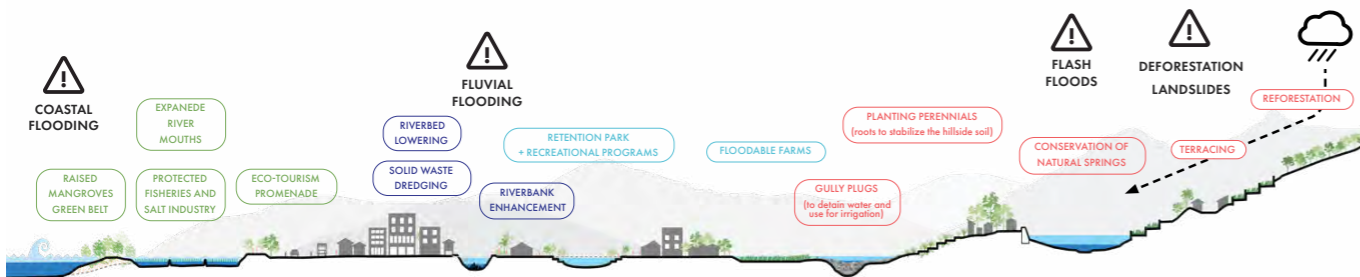 COASTAL
FLOODING
EXPANEDE
RIVER
MOUTHS
RAISED
MANGROVES
GREEN BELT
PROTECTED
FISHERIES AND
SALT INDUSTRY
ECO-TOURISM
PROMENADE
FLUVIAL
FLOODING
RIVERBED
LOWERING
SOLID WASTE
DREDGING
RIVERBANK
ENHANCEMENT
RETENTION PARK
+ RECREATIONAL PROGRAMS
FLOODABLE FARMS
PLANTING PERENNIALS
(roots to stabilize the hillside soil)
GULLY PLUGS
(to detain water and
use for irrigation)
FLASH
FLOODS
DEFORESTATION
LANDSLIDES
CONSERVATION OF
NATURAL SPRINGS
TERRACING
REFORESTATION